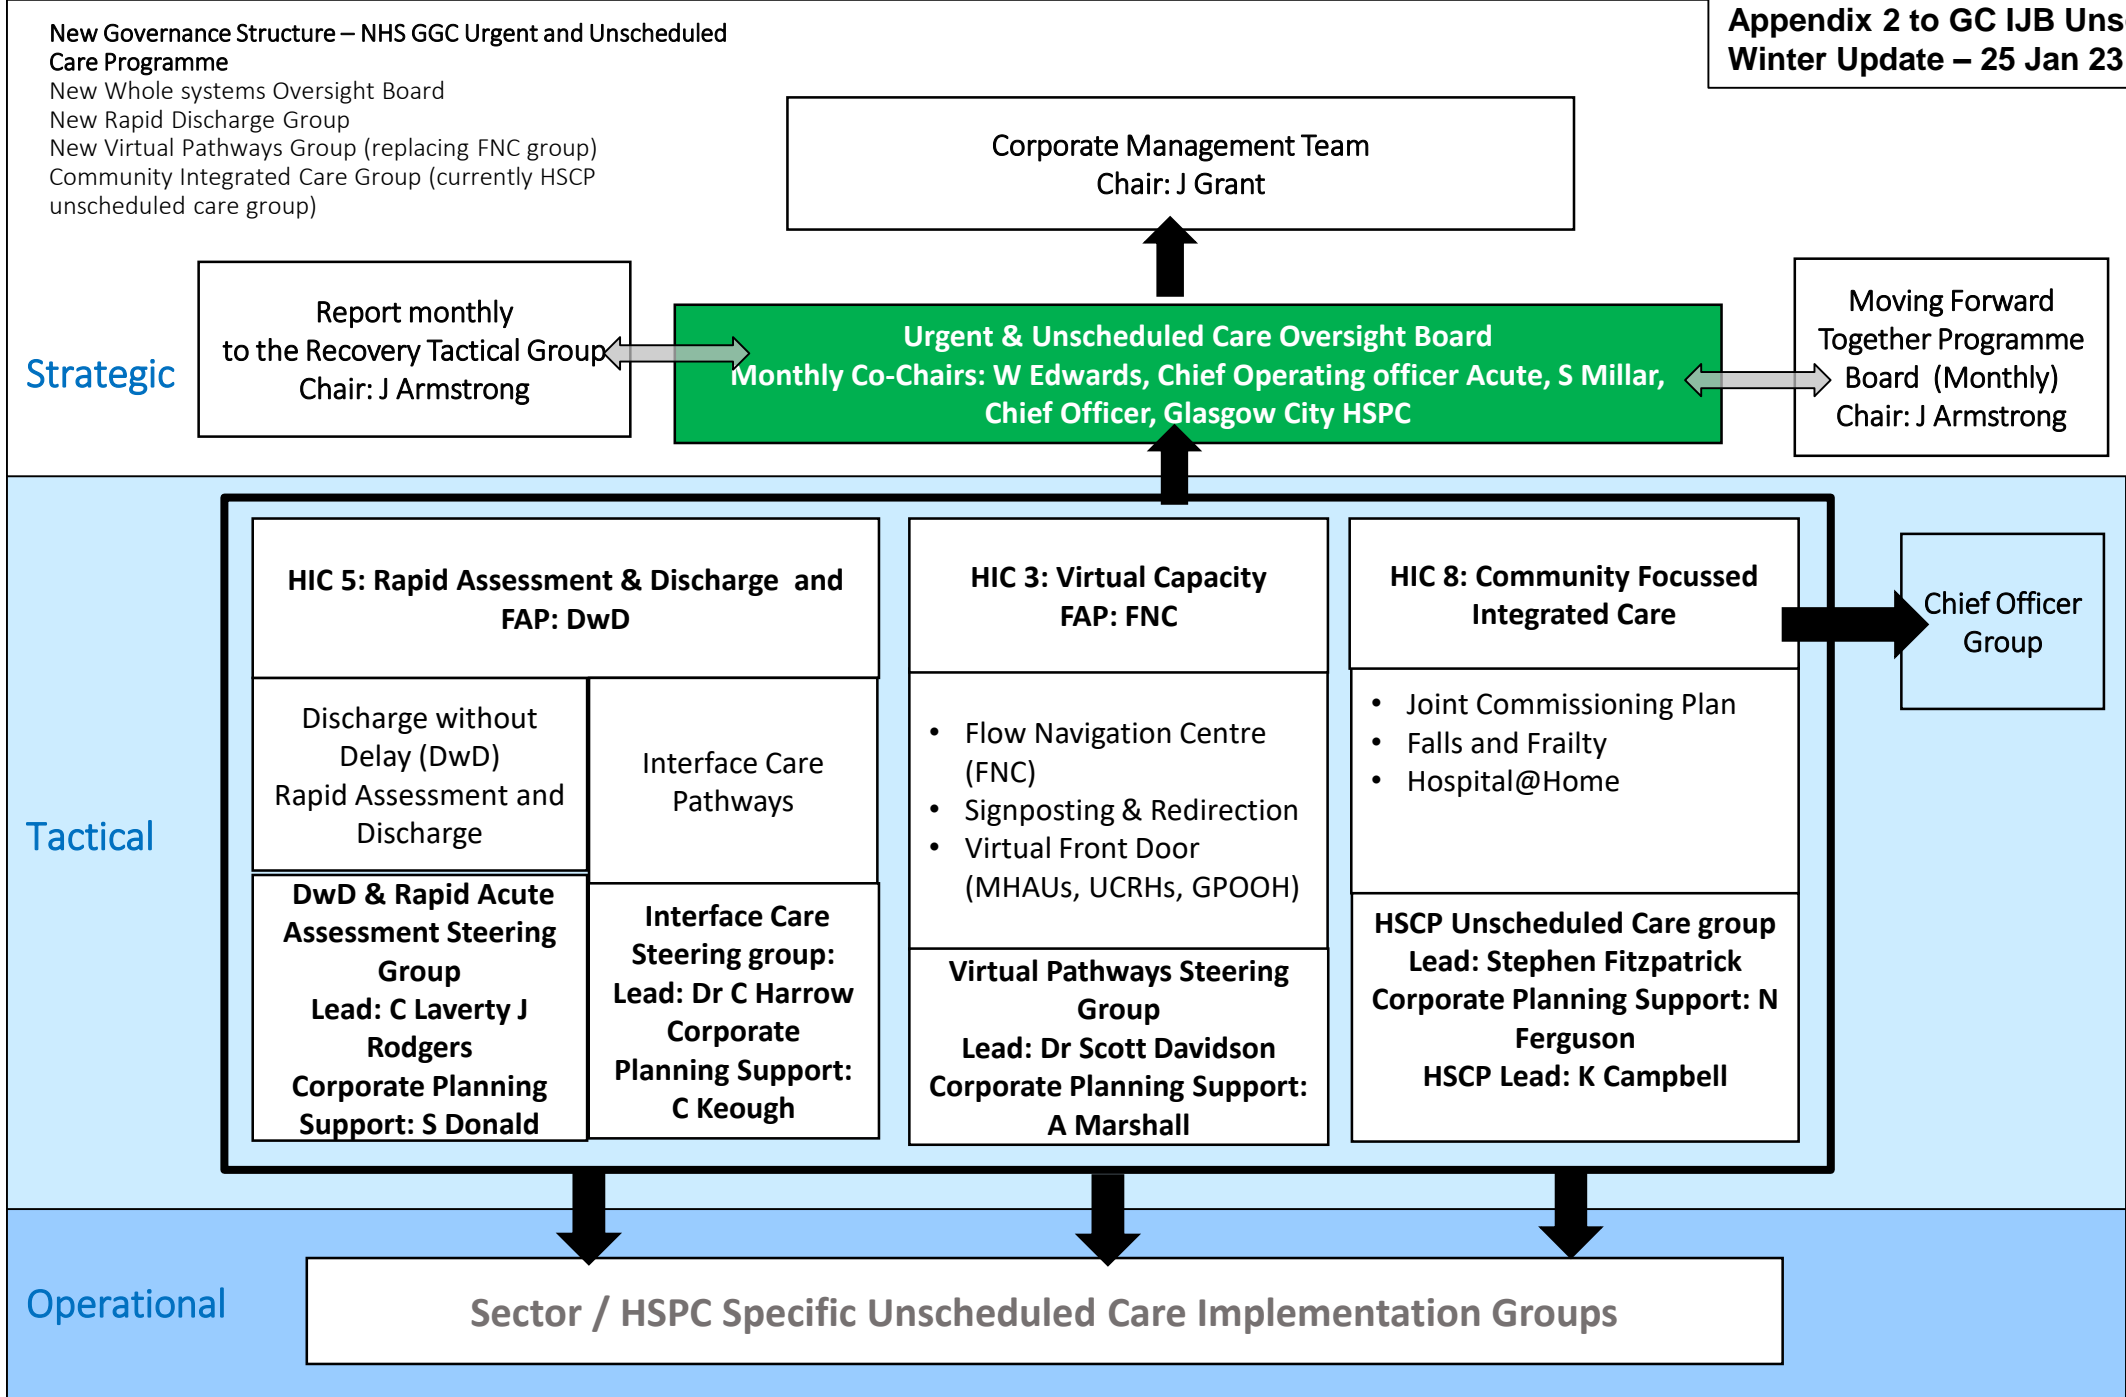 New Governance Structure – NHS GGC Urgent and Unscheduled
Care Programme
New Whole systems Oversight Board
New Rapid Discharge Group
New Virtual Pathways Group (replacing FNC group)
Community Integrated Care Group (currently HSCP
unscheduled care group)
Appendix 2 to GC IJB
Winter Update – 25 Jan 23
Corporate Management Team
Chair: J Grant
Strategic
Report monthly
to the Recovery Tactical Group
Chair: J Armstrong
Urgent & Unscheduled Care Oversight Board
Monthly Co-Chairs: W Edwards, Chief Operating officer Acute, S Millar,
Chief Officer, Glasgow City HSPC
Moving Forward
Together Programme
Board (Monthly)
Chair: J Armstrong
Tactical
HIC 5: Rapid Assessment & Discharge and
FAP: DwD
Discharge without
Delay (DwD)
Rapid Assessment and
Discharge
Interface Care
Pathways
DwD & Rapid Acute
Assessment Steering
Group
Lead: C Laverty J
Rodgers
Corporate Planning
Support: S Donald
Interface Care
Steering group:
Lead: Dr C Harrow
Corporate
Planning Support:
C Keough
HIC 3: Virtual Capacity
FAP: FNC
• Flow Navigation Centre
(FNC)
• Signposting & Redirection
• Virtual Front Door
(MHAUs, UCRHs, GPOOH)
Virtual Pathways Steering
Group
Lead: Dr Scott Davidson
Corporate Planning Support:
A Marshall
HIC 8: Community Focussed
Integrated Care
• Joint Commissioning Plan
• Falls and Frailty
• Hospital@Home
HSCP Unscheduled Care group
Lead: Stephen Fitzpatrick
Corporate Planning Support: N
Ferguson
HSCP Lead: K Campbell
Chief Officer
Group
Operational
Sector / HSPC Specific Unscheduled Care Implementation Groups